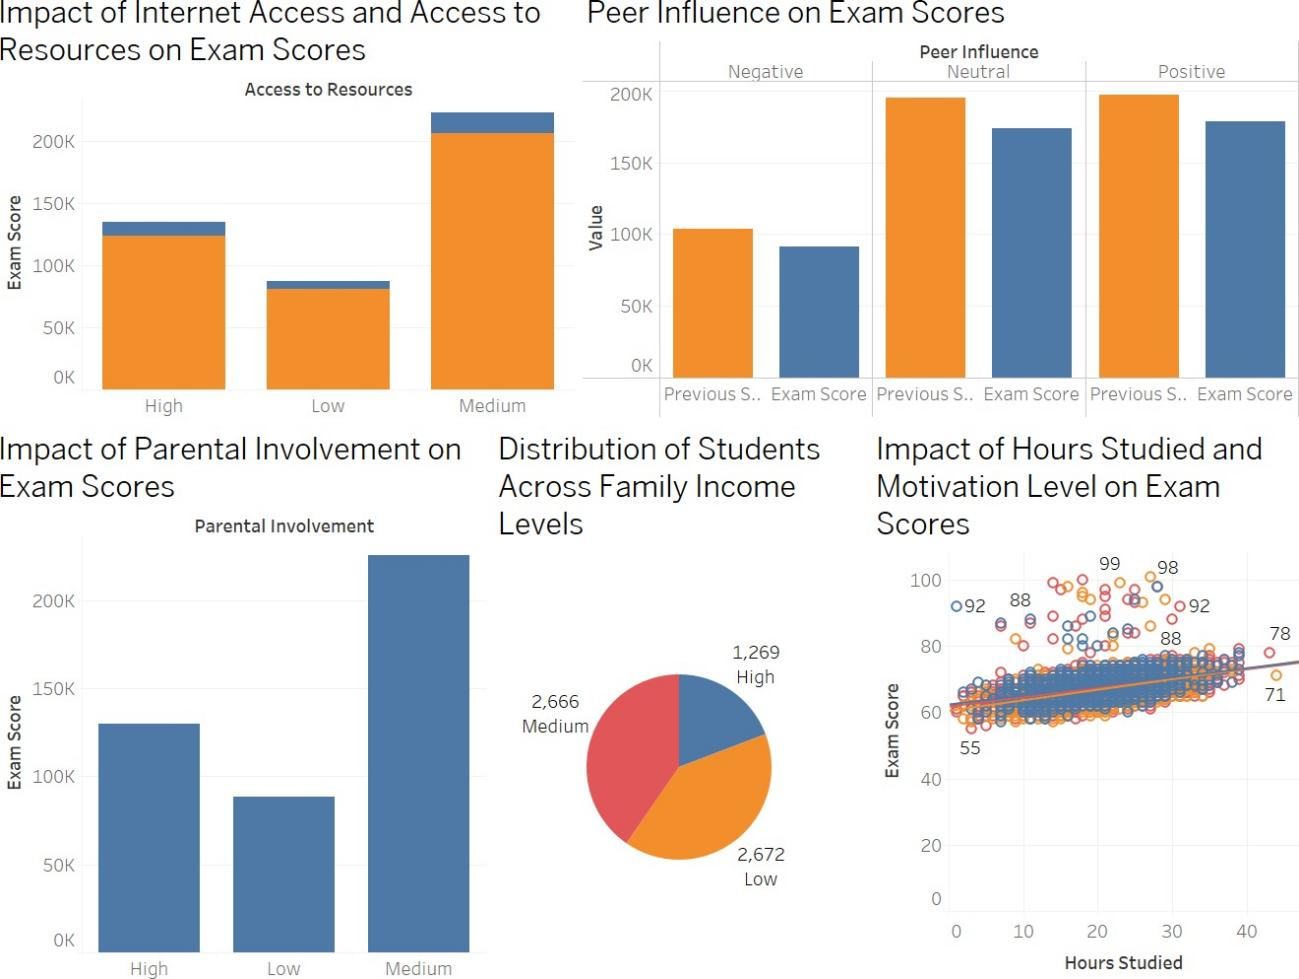 Impact of Internet Access and Access to
Resources on Exam Scores
Access to Resources
Exam Score
200K
150K
100K
50K
0K
High
Low
Medium
Peer Influence on Exam Scores
Peer Influence
Negative
Neutral
Positive
Value
200K
150K
100K
50K
0K
Previous S..
Exam Score
Previous S..
Exam Score
Previous S..
Exam Score
Impact of Parental Involvement on
Exam Scores
Parental Involvement
Exam Score
200K
150K
100K
50K
0K
High
Low
Medium
Distribution of Students
Across Family Income
Levels
1,269
High
2,666
Medium
2,672
Low
Impact of Hours Studied and
Motivation Level on Exam
Scores
Exam Score
100
80
60
40
20
0
99
98
92
88
92
88
78
71
55
0
10
20
30
40
Hours Studied